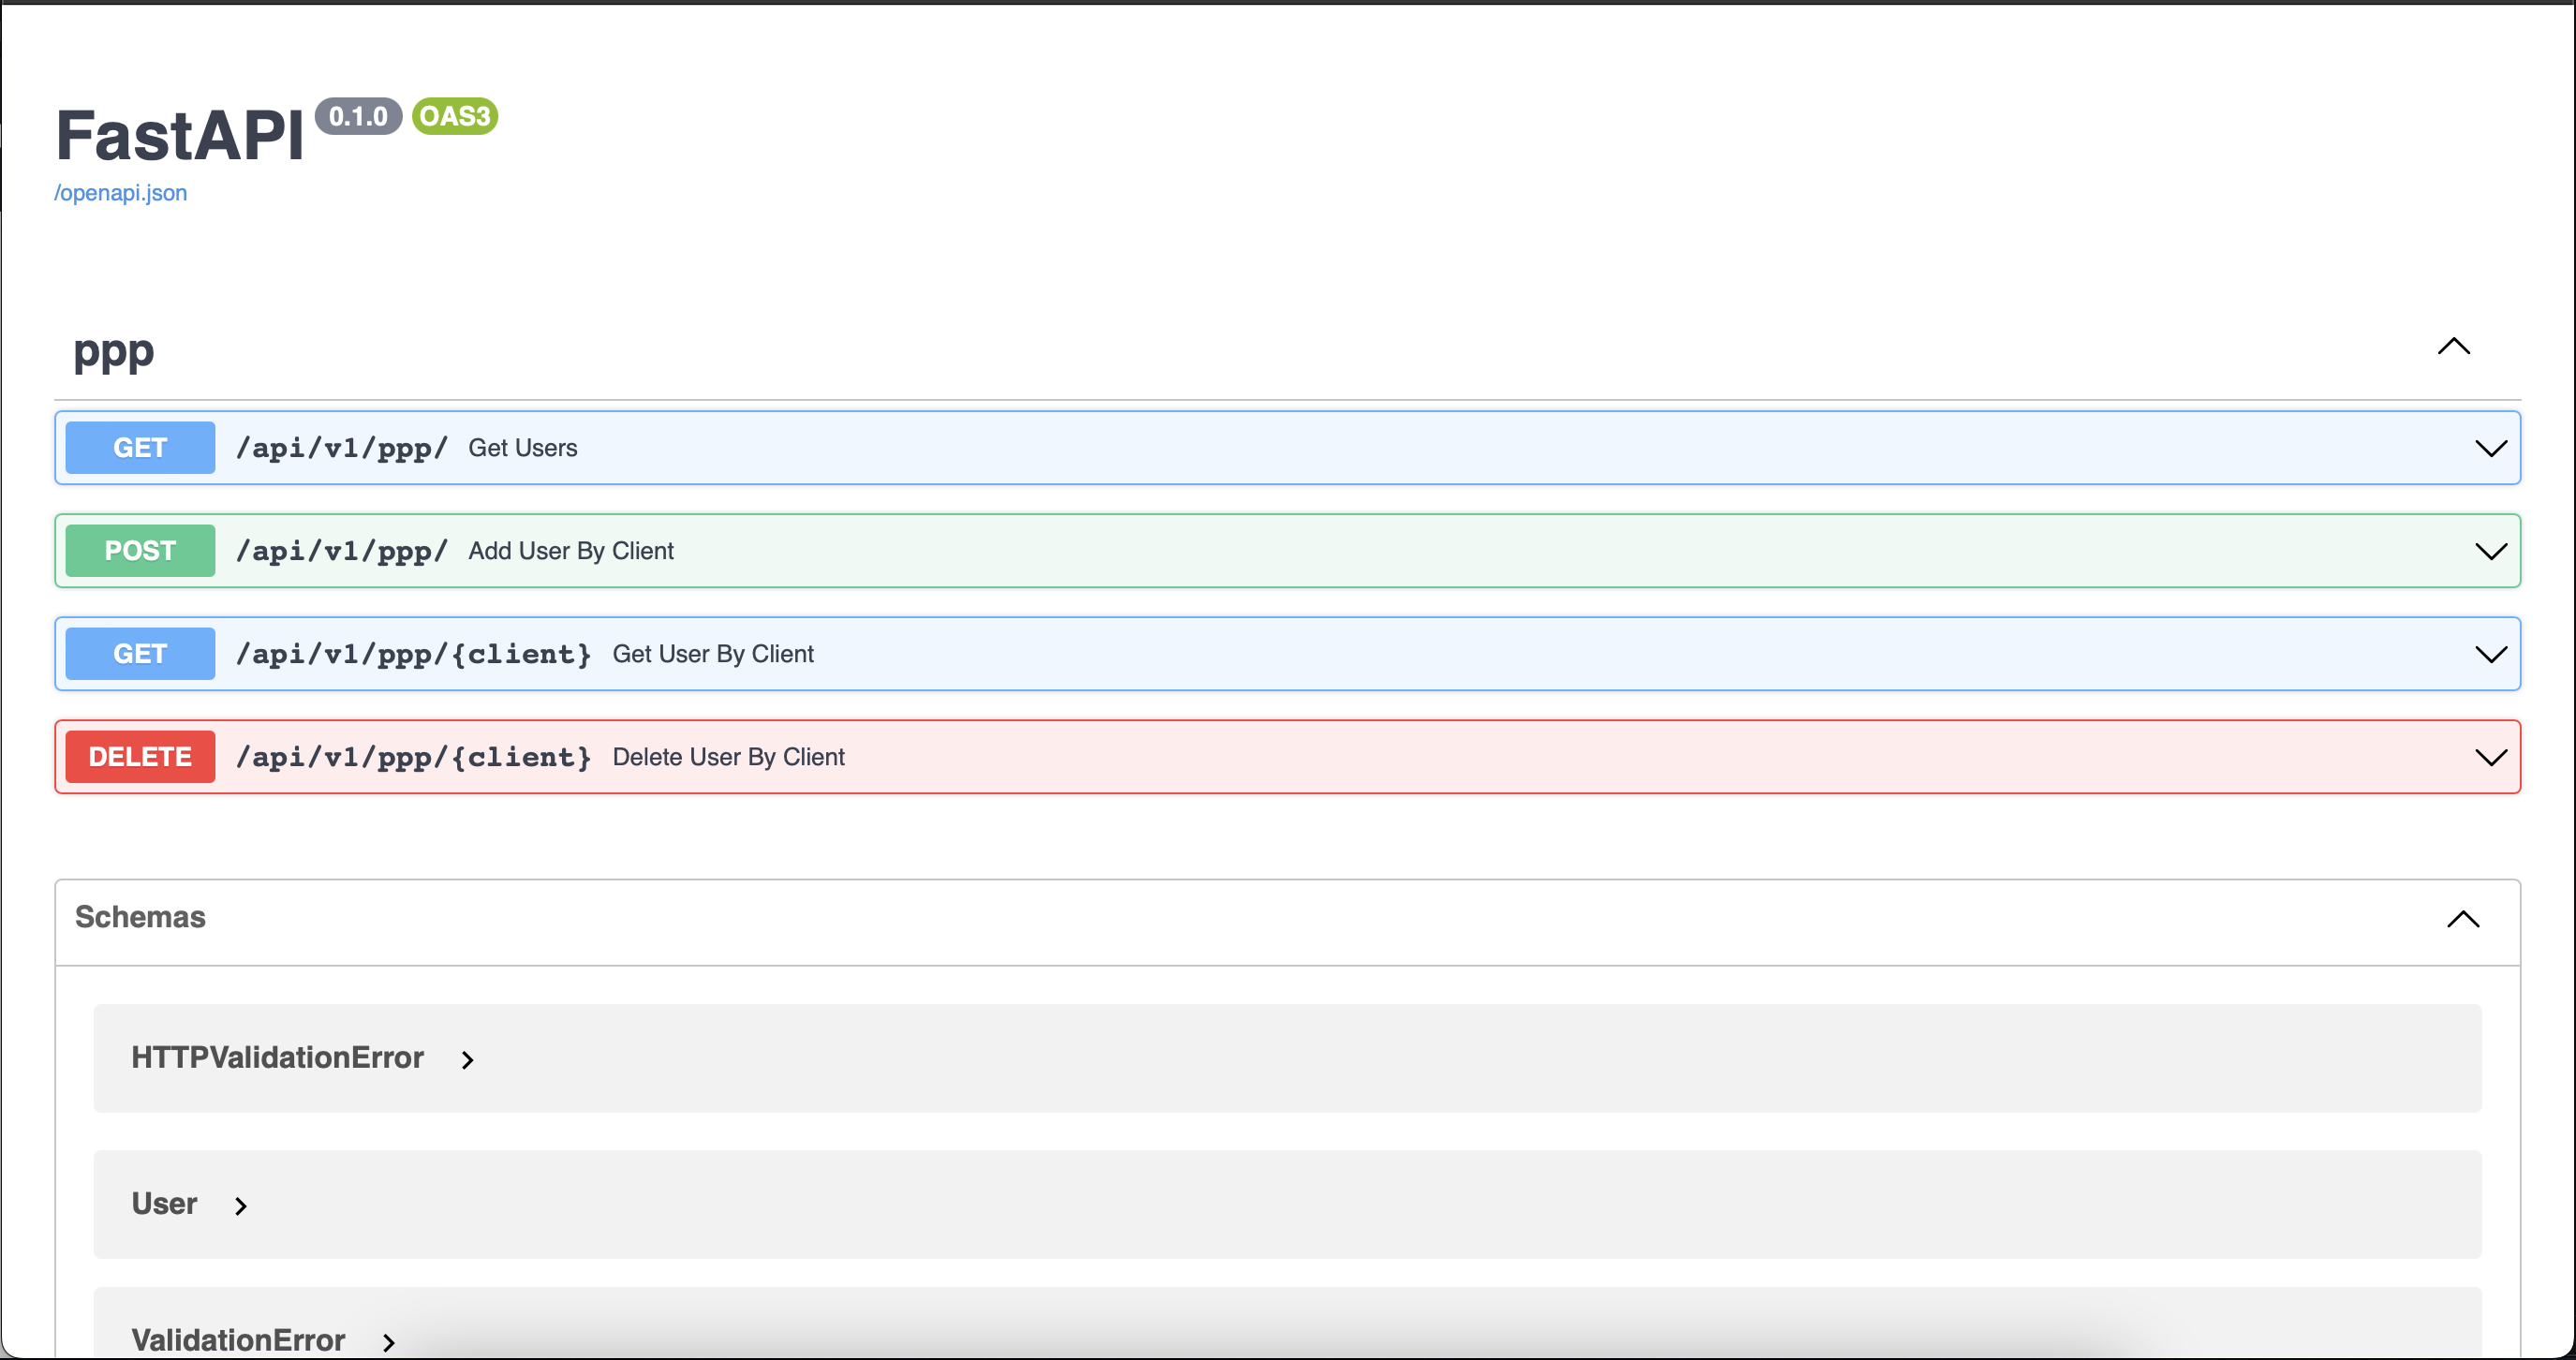 FastAPI 0.1.0 OAS3
/openapi.json
ppp
GET /api/v1/ppp/ Get Users
POST /api/v1/ppp/ Add User By Client
GET /api/v1/ppp/{client} Get User By Client
DELETE /api/v1/ppp/{client} Delete User By Client
Schemas
HTTPValidationError
User
ValidationError